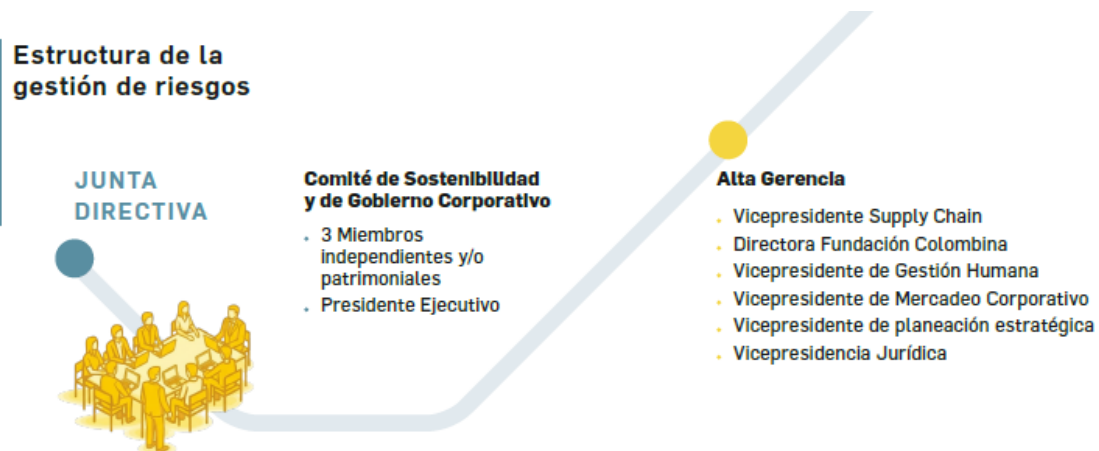 Estructura de la
gestión de riesgos
JUNTA
DIRECTIVA
Comité de Sostenibilidad
y de Gobierno Corporativo
• 3 Miembros
independientes y/o
patrimoniales
• Presidente Ejecutivo
Alta Gerencia
• Vicepresidente Supply Chain
• Directora Fundación Colombina
• Vicepresidente de Gestión Humana
• Vicepresidente de Mercadeo Corporativo
• Vicepresidente de planeación estratégica
• Vicepresidencia Jurídica